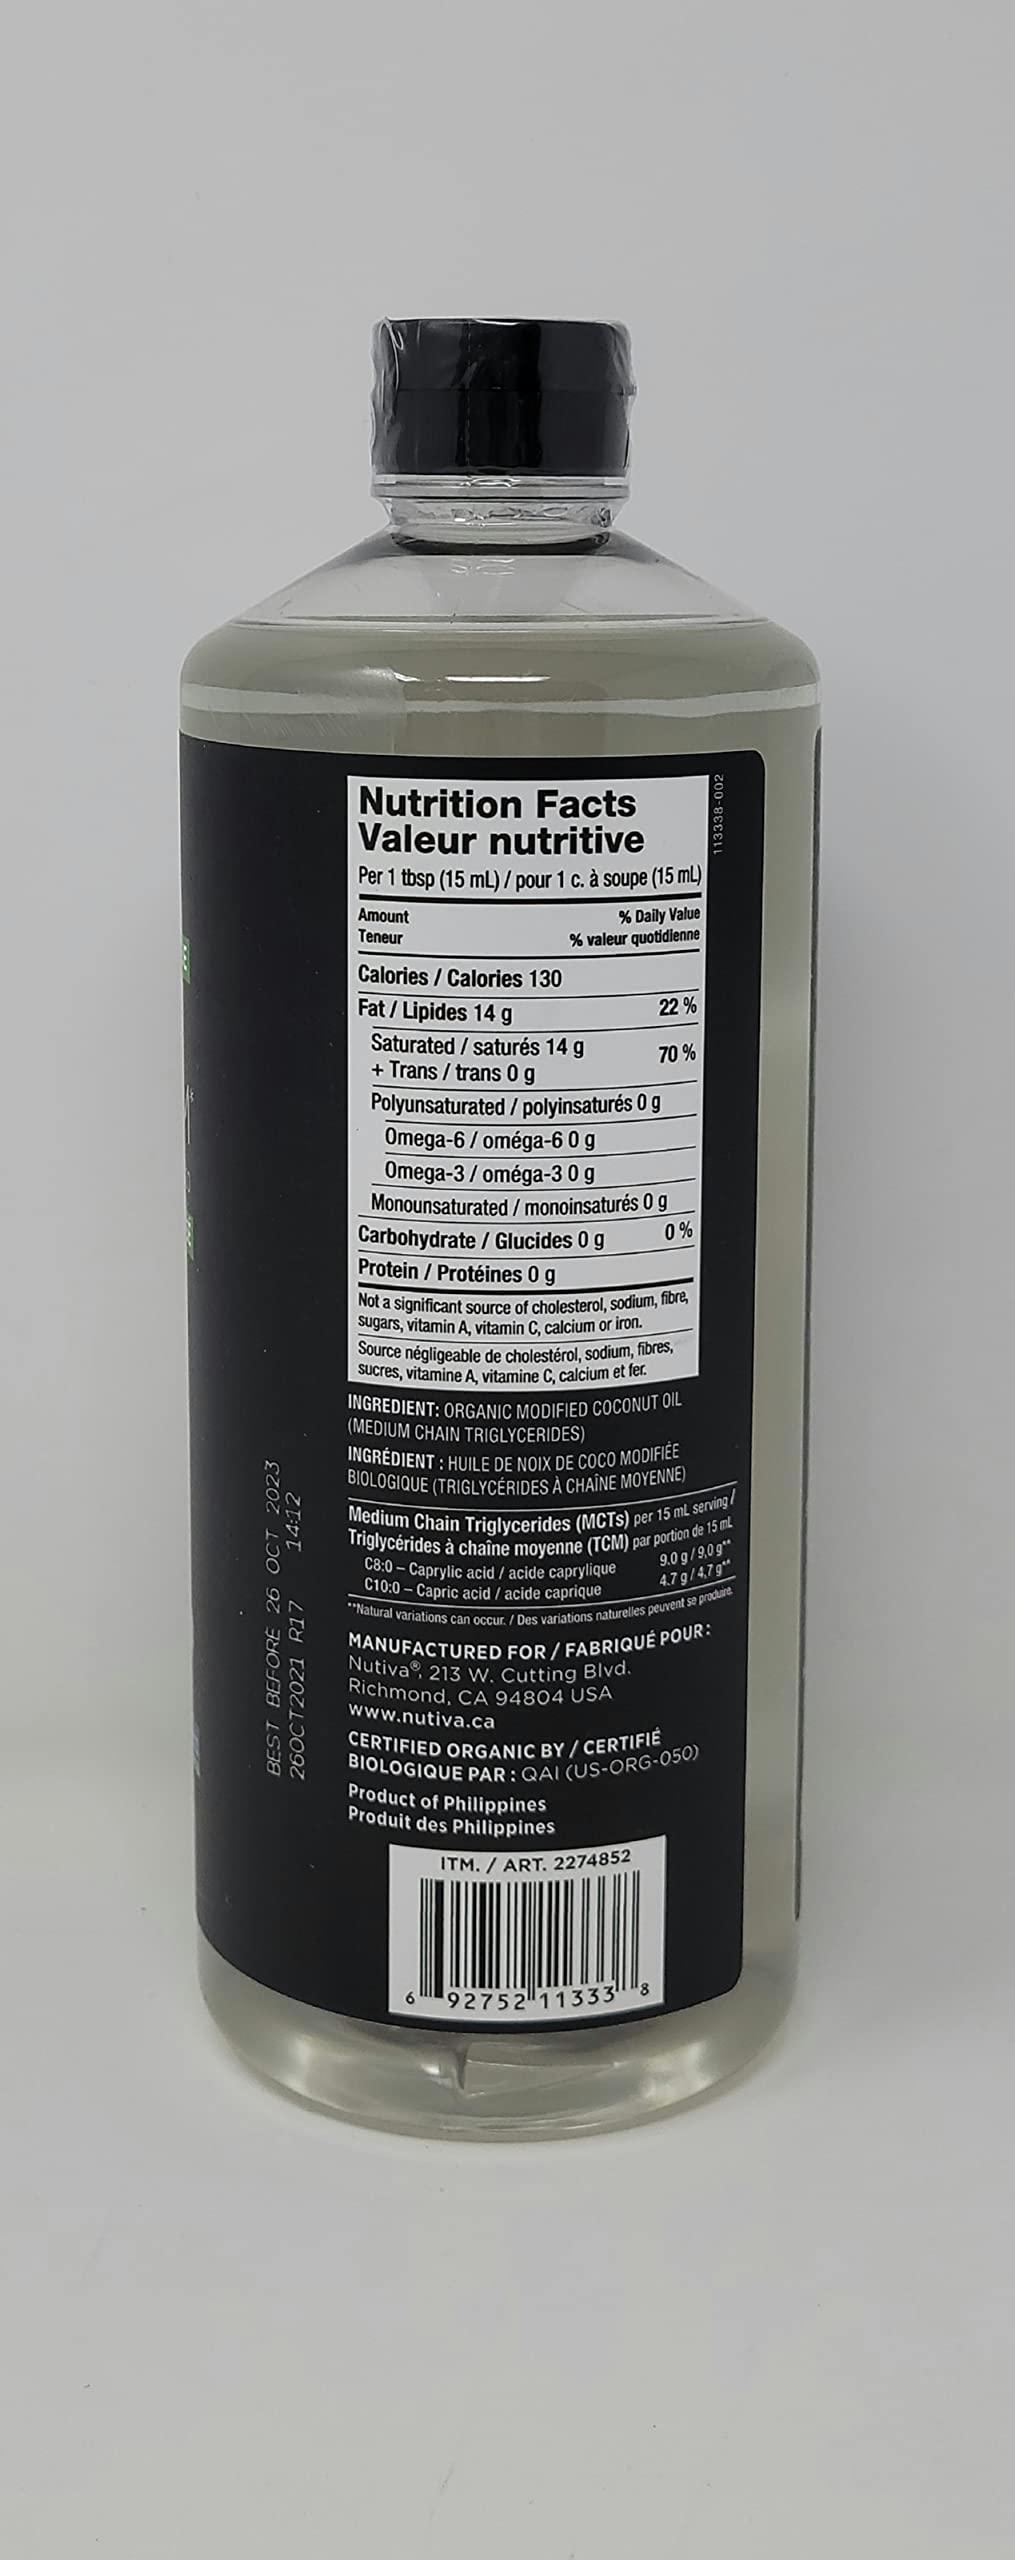 Nutrition Facts
Valeur nutritive
Per 1 tbsp (15 mL) / pour 1 c. à soupe (15 mL)
Amount % Daily Value
Teneur % valeur quotidienne
Calories / Calories 130
Fat / Lipides 14 g 22 %
Saturated / saturés 14 g 70 %
+ Trans / trans 0 g
Polyunsaturated / polyinsaturés 0 g
Omega-6 / oméga-6 0 g
Omega-3 / oméga-3 0 g
Monounsaturated / monoinsaturés 0 g
Carbohydrate / Glucides 0 g 0 %
Protein / Protéines 0 g
Not a significant source of cholesterol, sodium, fibre,
sugars, vitamin A, vitamin C, calcium or iron.
Source négligeable de cholestérol, sodium, fibres,
sucres, vitamine A, vitamine C, calcium et fer.
113338-002
INGREDIENT: ORGANIC MODIFIED COCONUT OIL
(MEDIUM CHAIN TRIGLYCERIDES)
INGRÉDIENT : HUILE DE NOIX DE COCO MODIFIÉE
BIOLOGIQUE (TRIGLYCÉRIDES À CHAÎNE MOYENNE)
Medium Chain Triglycerides (MCTs) per 15 mL serving /
Triglycérides à chaîne moyenne (TCM) par portion de 15 mL
C8:0 – Caprylic acid / acide caprylique 9.0 g / 9,0 g**
C10:0 – Capric acid / acide caprique 4.7 g / 4,7 g**
**Natural variations can occur. / Des variations naturelles peuvent se produire.
MANUFACTURED FOR / FABRIQUÉ POUR:
Nutiva®, 213 W. Cutting Blvd.
Richmond, CA 94804 USA
www.nutiva.ca
CERTIFIED ORGANIC BY / CERTIFIÉ
BIOLOGIQUE PAR : QAI (US-ORG-050)
Product of Philippines
Produit des Philippines
ITM. / ART. 2274852
6 92752 11333 8
BEST BEFORE 26 OCT 2023
26OCT2021 R17 14:12